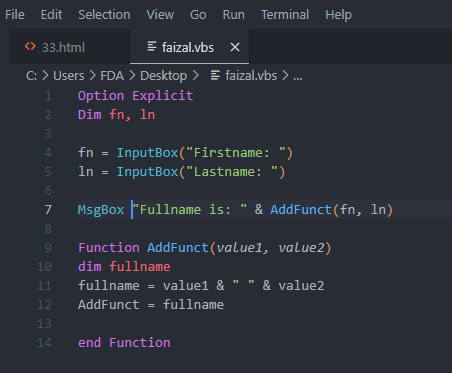 File Edit Selection View Go Run Terminal Help
<> 33.html faizal.vbs ×
C: > Users > FDA > Desktop > faizal.vbs > ...
1 Option Explicit
2 Dim fn, ln
3
4 fn = InputBox("Firstname: ")
5 ln = InputBox("Lastname: ")
6
7 MsgBox "Fullname is: " & AddFunct(fn, ln)
8
9 Function AddFunct(value1, value2)
10 dim fullname
11 fullname = value1 & " " & value2
12 AddFunct = fullname
13
14 end Function